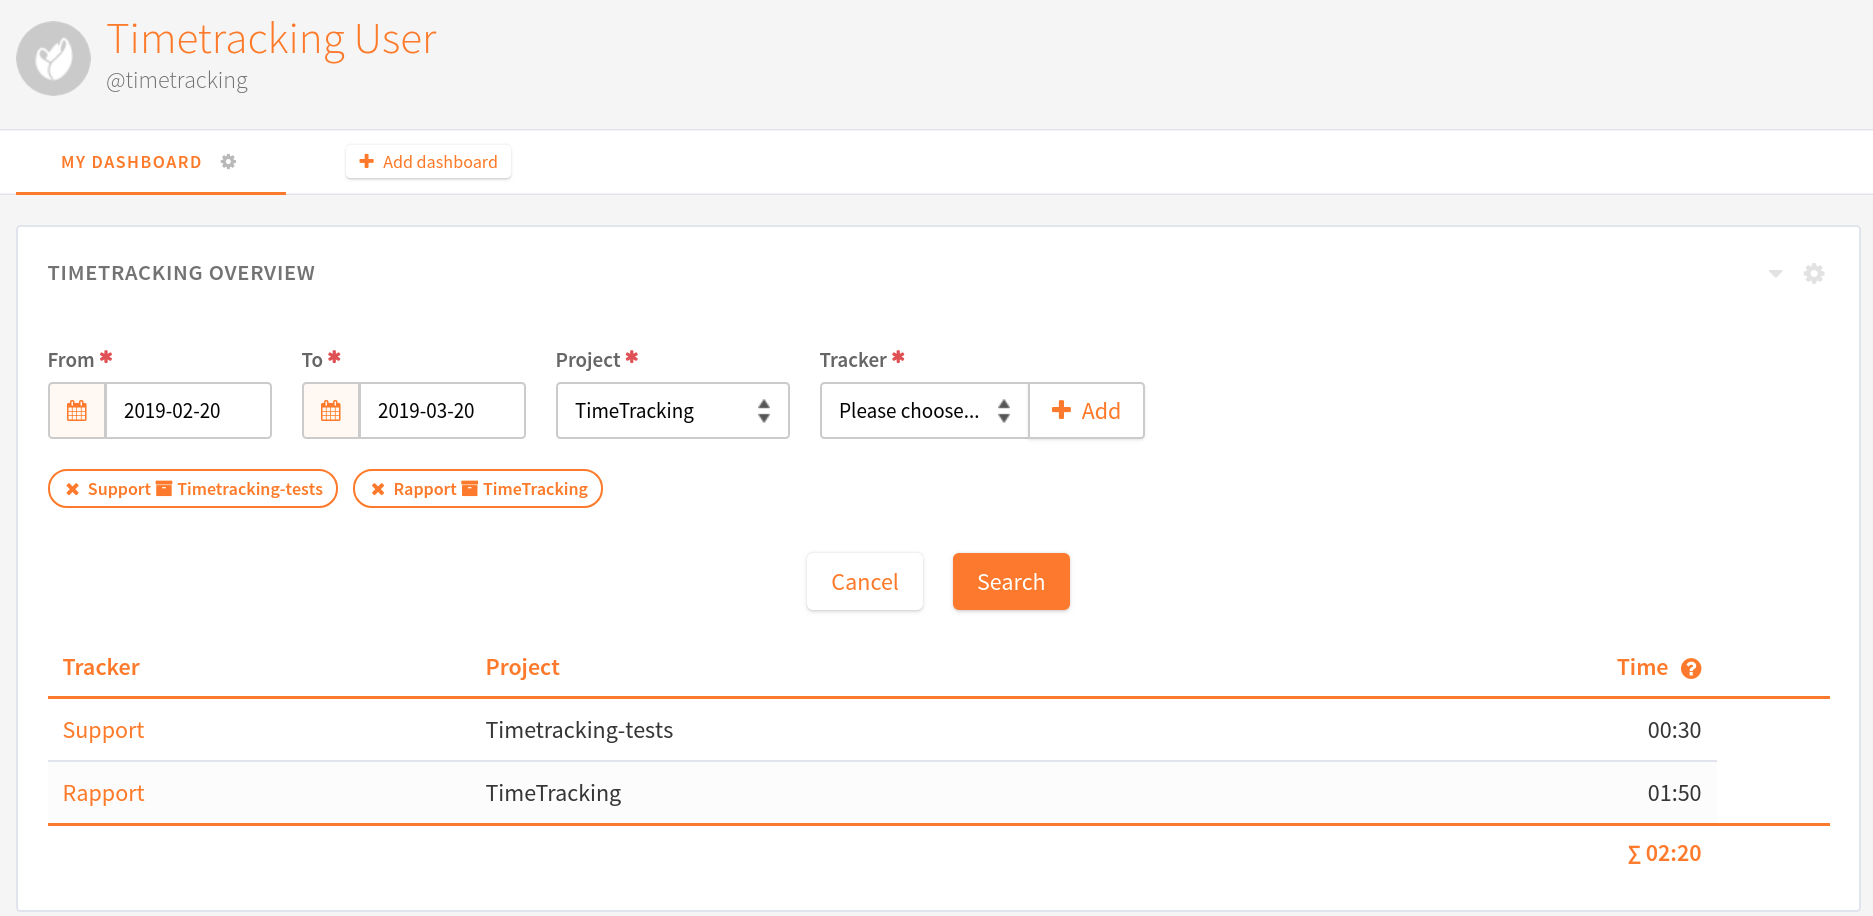 Timetracking User
@timetracking
MY DASHBOARD
Add dashboard
TIMETRACKING OVERVIEW
From * To * Project * Tracker *
2019-02-20 2019-03-20 TimeTracking Please choose... Add
Support Timetracking-tests Rapport TimeTracking
Cancel Search
Tracker Project Time ?
Support Timetracking-tests 00:30
Rapport TimeTracking 01:50
∑ 02:20